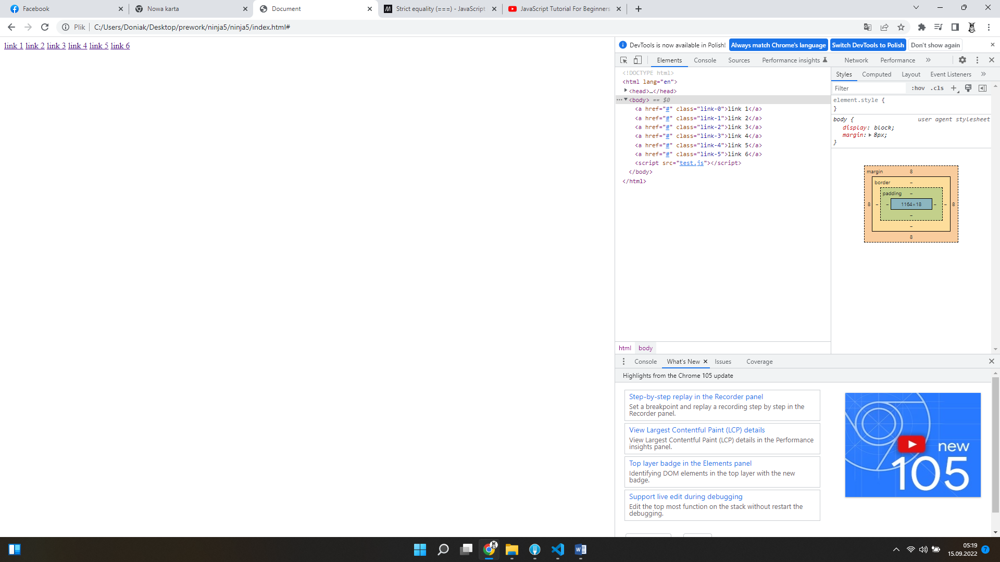 Facebook
Nowa karta
Document
Strict equality (===) - JavaScript
JavaScript Tutorial For Beginners
Plik
C:/Users/Doniak/Desktop/prework/ninja5/ninja5/index.html#
link 1 link 2 link 3 link 4 link 5 link 6
DevTools is now available in Polish!
Always match Chrome's language
Switch DevTools to Polish
Don't show again
Elements
Console
Sources
Performance insights
Network
Performance
<!DOCTYPE html>
<html lang="en">
<head>…</head>
<body> == $0
<a href="#" class="link-0">link 1</a>
<a href="#" class="link-1">link 2</a>
<a href="#" class="link-2">link 3</a>
<a href="#" class="link-3">link 4</a>
<a href="#" class="link-4">link 5</a>
<a href="#" class="link-5">link 6</a>
<script src="test.js"></script>
</body>
</html>
html
body
Styles
Computed
Layout
Event Listeners
Filter
:hov
.cls
element.style {
}
body {
user agent stylesheet
display: block;
margin: 8px;
}
margin
8
border
–
padding
–
8
–
–
1164×18
–
–
8
–
–
8
Console
What's New
Issues
Coverage
Highlights from the Chrome 105 update
Step-by-step replay in the Recorder panel
Set a breakpoint and replay a recording step by step in the
Recorder panel.
View Largest Contentful Paint (LCP) details
View Largest Contentful Paint (LCP) details in the Performance
insights panel.
Top layer badge in the Elements panel
Identifying DOM elements in the top layer with the new
badge.
Support live edit during debugging
Edit the top most function on the stack without restart the
debugging.
new
105
05:19
15.09.2022
7